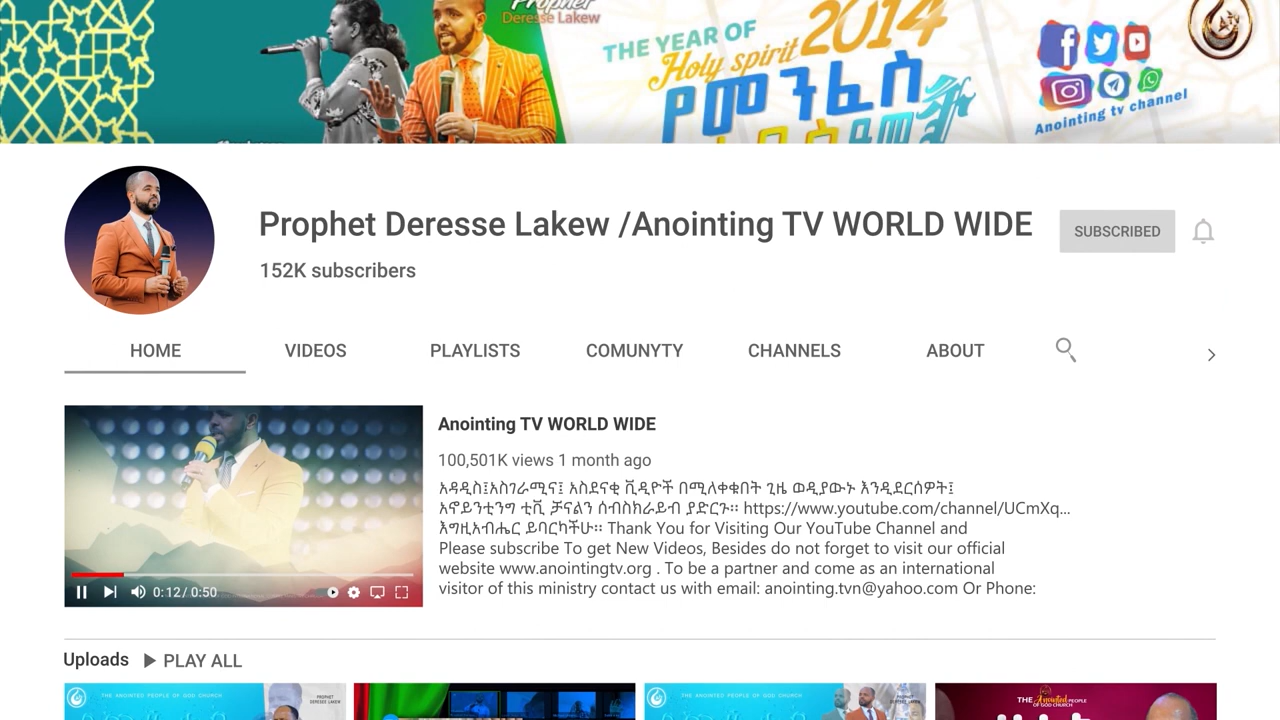 Prophet
Deresse Lakew
THE YEAR OF
Holy spirit 2014
የመንፈስ
Anointing tv channel
Prophet Deresse Lakew /Anointing TV WORLD WIDE
SUBSCRIBED
152K subscribers
HOME VIDEOS PLAYLISTS COMUNYTY CHANNELS ABOUT
Anointing TV WORLD WIDE
100,501K views 1 month ago
አዳዲስ፤አስገራሚና፤ አስደናቂ ቪዲዮች በሚለቀቁበት ጊዜ ወዲያውኑ እንዲደርሰዎት፤
አኖይንቲንግ ቲቪ ቻናልን ሰብስክራይብ ያድርጉ፡፡ https://www.youtube.com/channel/UCmXq...
እግዚአብሔር ይባርካችሁ፡፡ Thank You for Visiting Our YouTube Channel and
Please subscribe To get New Videos, Besides do not forget to visit our official
website www.anointingtv.org . To be a partner and come as an international
visitor of this ministry contact us with email: anointing.tvn@yahoo.com Or Phone:
0:12/ 0:50
Uploads PLAY ALL
THE ANOINTED PEOPLE OF GOD CHURCH
PROPHET
DERESSE LAKEW
THE ANOINTED PEOPLE OF GOD CHURCH
PROPHET
DERESSE LAKEW
THE Anointed PEOPLE
OF GOD CHURCH